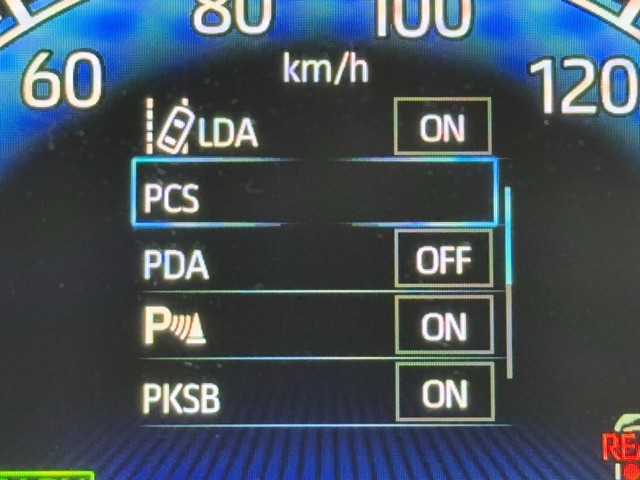 80 100
60 km/h 120
LDA ON
PCS
PDA OFF
P ON
PKSB ON